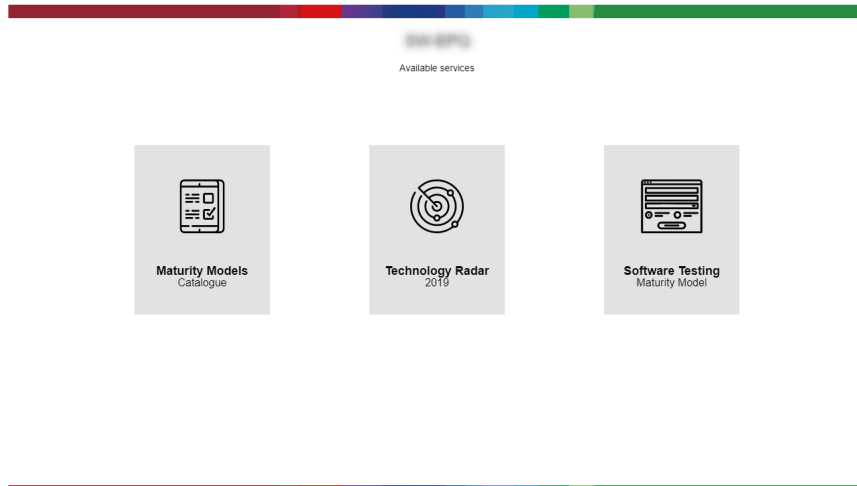 Available services
Maturity Models
Catalogue
Technology Radar
2019
Software Testing
Maturity Model